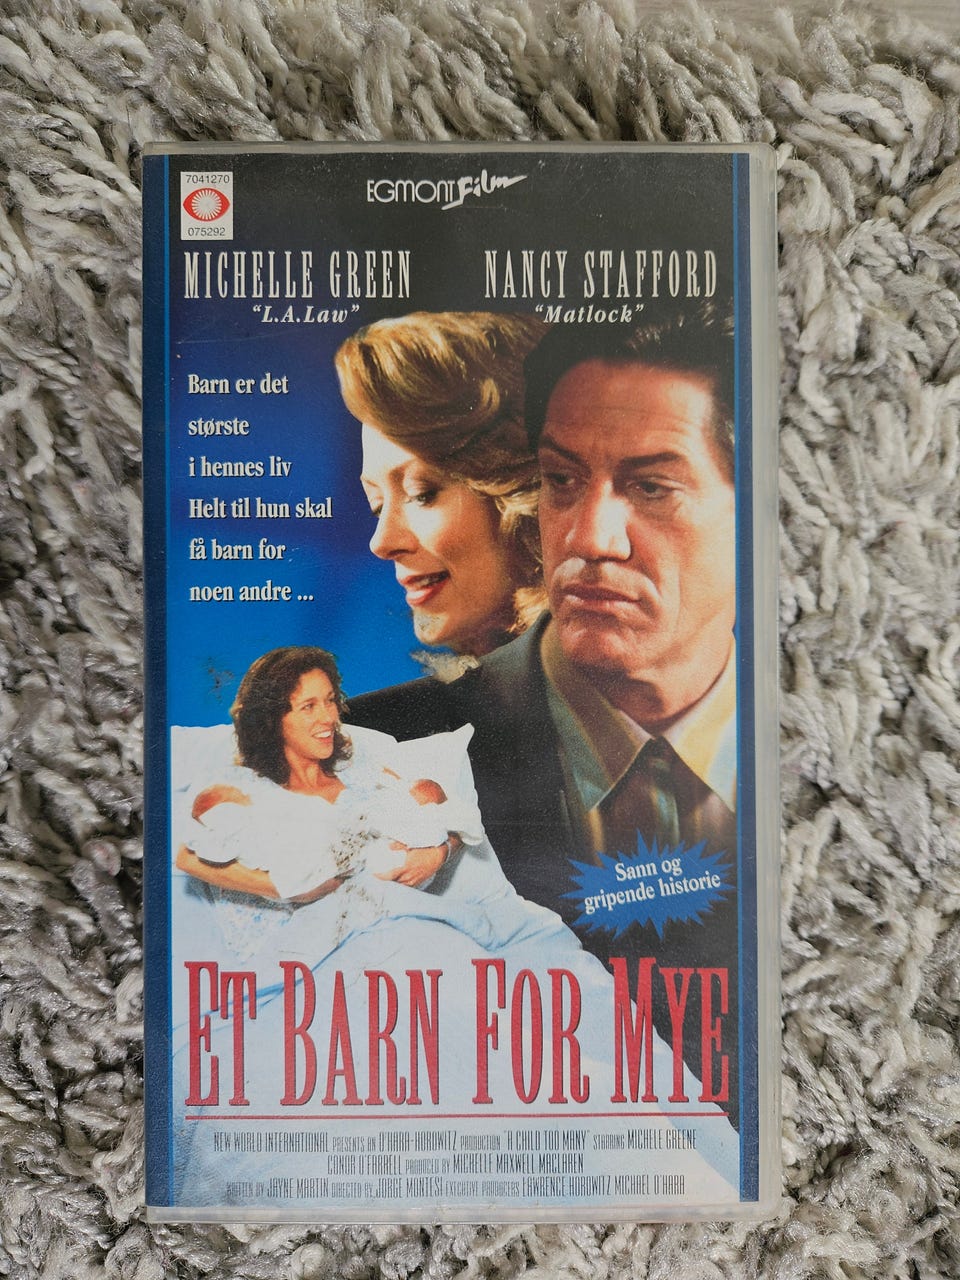 7041270
075292
EGMONT Film
MICHELLE GREEN
"L.A.Law"
NANCY STAFFORD
"Matlock"
Barn er det
største
i hennes liv
Helt til hun skal
få barn for
noen andre ...
Sann og
gripende historie
ET BARN FOR MYE
NEW WORLD INTERNATIONAL PRESENTS AN O'HARA-HOROWITZ PRODUCTION "A CHILD TOO MANY" STARRING MICHELE GREENE
CONOR O'FARRELL PRODUCED BY MICHELLE MAXWELL MACLAREN
WRITTEN BY JAYNE MARTIN DIRECTED BY JORGE MONTESI EXECUTIVE PRODUCERS LAWRENCE HOROWITZ MICHAEL O'HARA